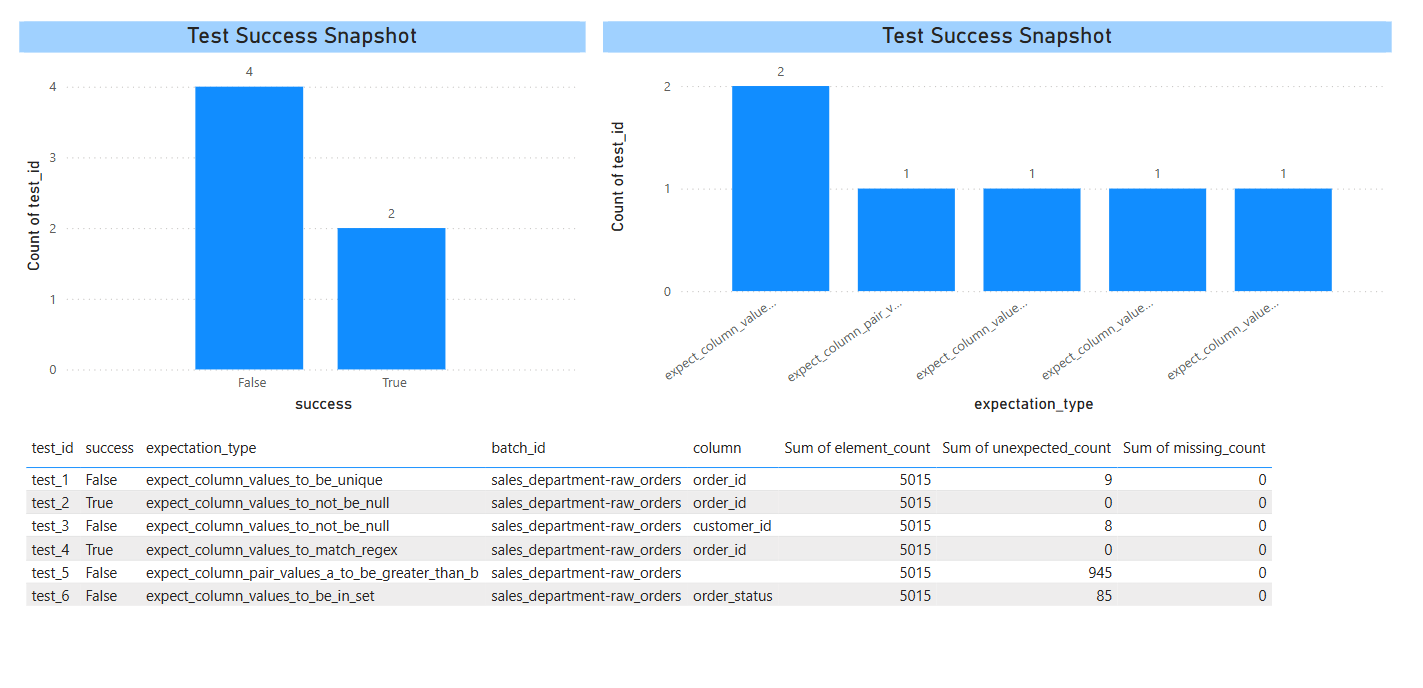 Test Success Snapshot
Count of test_id
4
3
2
1
0
4
2
False True
success
Test Success Snapshot
Count of test_id
2
1
0
2
1
1
1
1
expect_column_value...
expect_column_pair_v...
expect_column_value...
expect_column_value...
expect_column_value...
expectation_type
test_id success expectation_type batch_id column Sum of element_count Sum of unexpected_count Sum of missing_count
test_1 False expect_column_values_to_be_unique sales_department-raw_orders order_id 5015 9 0
test_2 True expect_column_values_to_not_be_null sales_department-raw_orders order_id 5015 0 0
test_3 False expect_column_values_to_not_be_null sales_department-raw_orders customer_id 5015 8 0
test_4 True expect_column_values_to_match_regex sales_department-raw_orders order_id 5015 0 0
test_5 False expect_column_pair_values_a_to_be_greater_than_b sales_department-raw_orders 5015 945 0
test_6 False expect_column_values_to_be_in_set sales_department-raw_orders order_status 5015 85 0